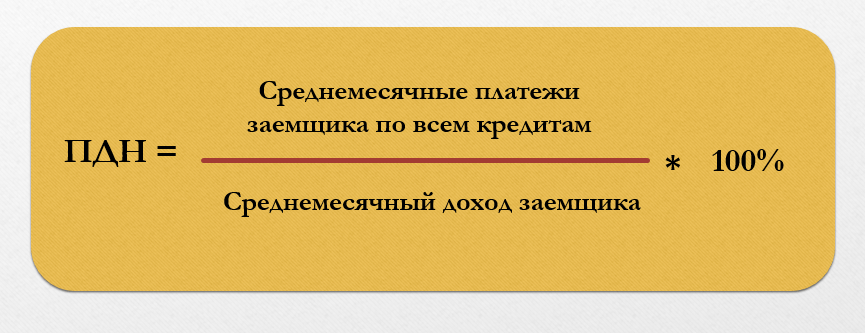 Среднемесячные платежи
заемщика по всем кредитам
ПДН =
* 100%
Среднемесячный доход заемщика